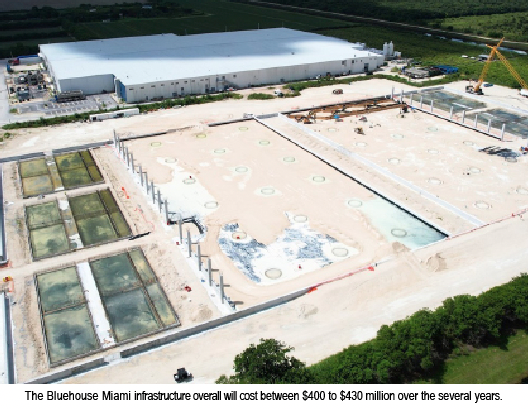 The Bluehouse Miami infrastructure overall will cost between $400 to $430 million over the several years.